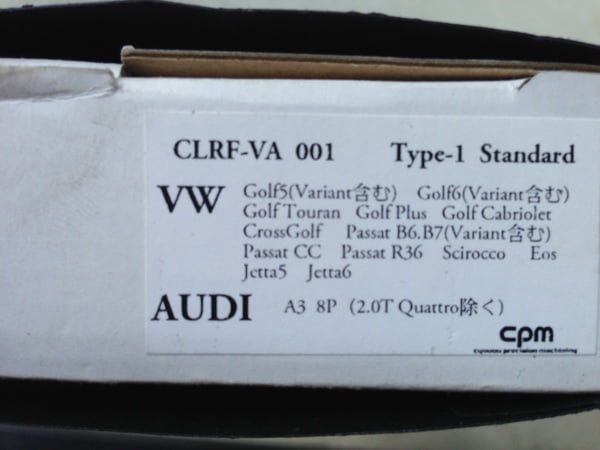 CLRF-VA 001 Type-1 Standard
VW Golf5(Variant含む) Golf6(Variant含む)
Golf Touran Golf Plus Golf Cabriolet
CrossGolf Passat B6.B7(Variant含む)
Passat CC Passat R36 Scirocco Eos
Jetta5 Jetta6
AUDI A3 8P (2.0T Quattro除く)
cpm
precision machining